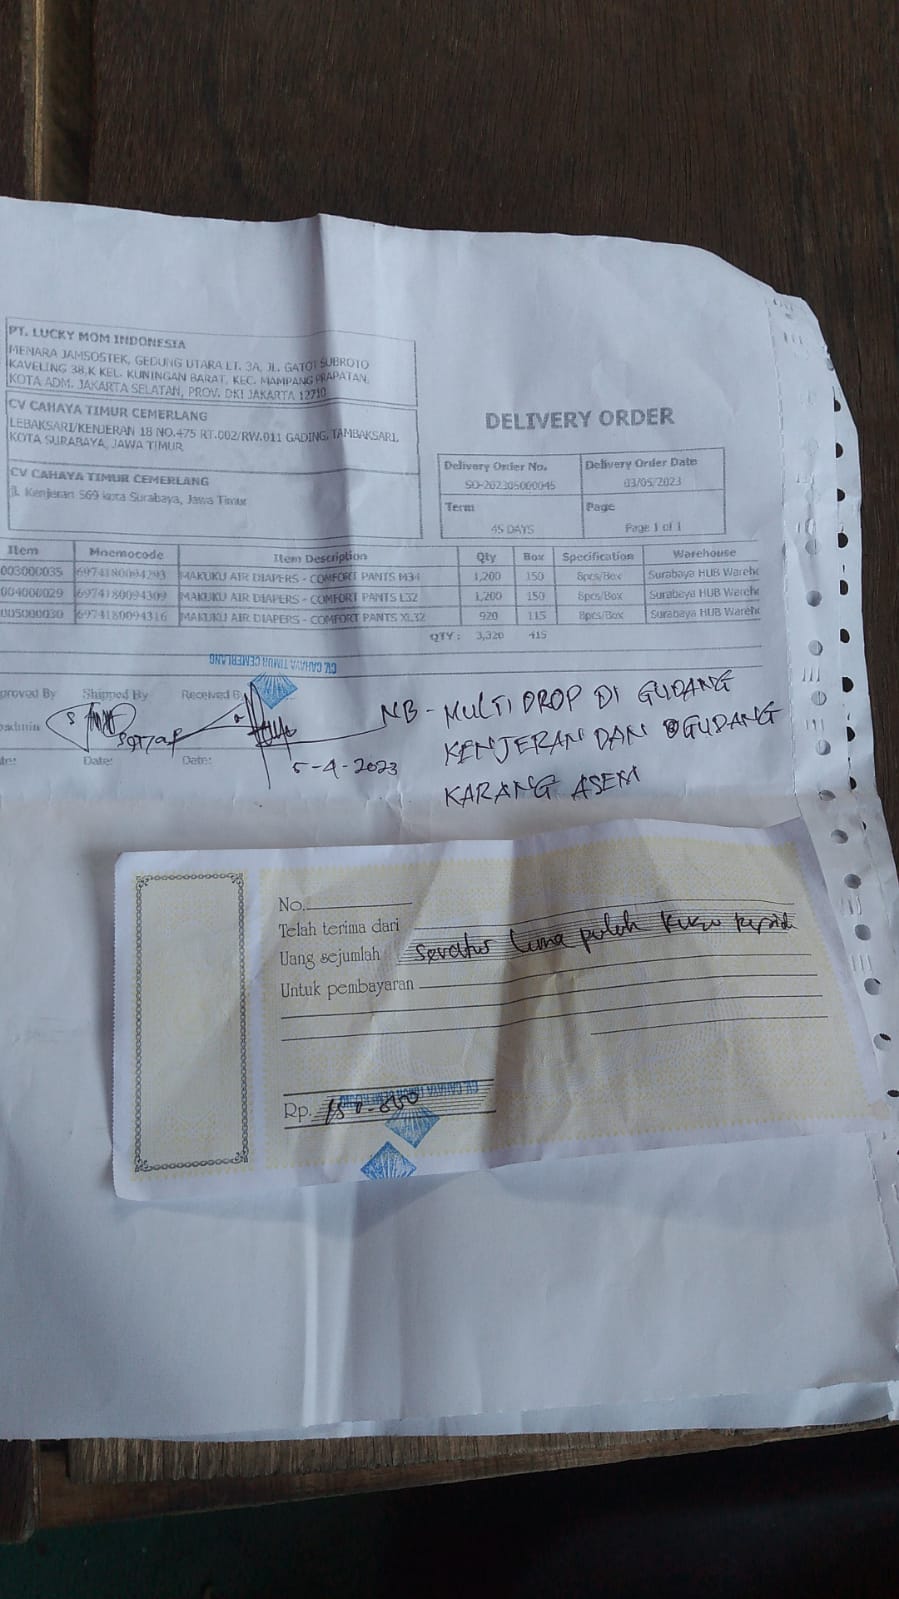 PT. LUCKY MOM INDONESIA
MENARA JAMSOSTEK, GEDUNG UTARA LT. 3A, JL. GATOT SUBROTO
KAVELING 38.K KEL. KUNINGAN BARAT, KEC. MAMPANG PRAPATAN,
KOTA ADM. JAKARTA SELATAN, PROV. DKI JAKARTA 12710
CV CAHAYA TIMUR CEMERLANG
LEBAKSARI/KENJERAN 18 NO.475 RT.002/RW.011 GADING, TAMBAKSARI,
KOTA SURABAYA, JAWA TIMUR
CV CAHAYA TIMUR CEMERLANG
Jl. Kenjeran 569 kota Surabaya, Jawa Timur
DELIVERY ORDER
Delivery Order No. Delivery Order Date
SO-202305000045 03/05/2023
Term Page
45 DAYS Page 1 of 1
Item Mnemocode Item Description Qty Box Specification Warehouse
003000035 6974180094293 MAKUKU AIR DIAPERS - COMFORT PANTS M34 1,200 150 8pcs/Box Surabaya HUB Wareho
004000029 6974180094309 MAKUKU AIR DIAPERS - COMFORT PANTS L32 1,200 150 8pcs/Box Surabaya HUB Wareho
005000030 6974180094316 MAKUKU AIR DIAPERS - COMFORT PANTS XL32 920 115 8pcs/Box Surabaya HUB Wareho
QTY : 3,320 415
CV. CAHAYA TIMUR CEMERLANG
proved By Shipped By Received B
Date: Date:
5-4-2023
NB - MULTI DROP DI GUDANG
KENJERAN DAN GUDANG
KARANG ASEM
No.
Telah terima dari
Uang sejumlah seratus lima puluh ribu rupiah
Untuk pembayaran
CV. CAHAYA TIMUR CEMERLANG
Rp. 150.000